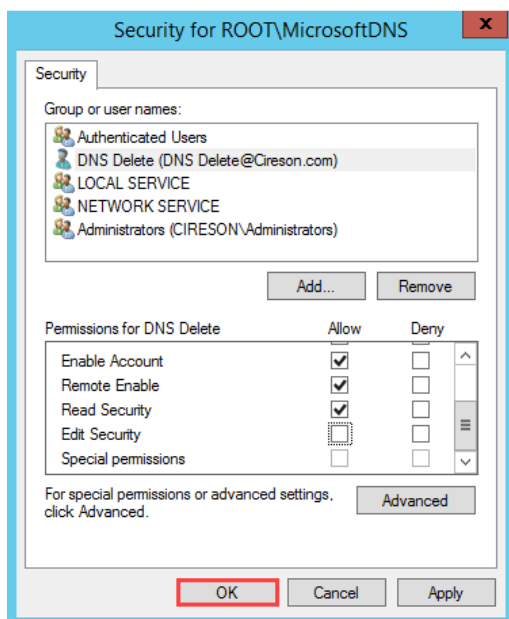 Security for ROOT\MicrosoftDNS
x
Security
Group or user names:
Authenticated Users
DNS Delete (DNS Delete@Cireson.com)
LOCAL SERVICE
NETWORK SERVICE
Administrators (CIRESON\Administrators)
Add... Remove
Permissions for DNS Delete Allow Deny
Enable Account
Remote Enable
Read Security
Edit Security
Special permissions
For special permissions or advanced settings,
click Advanced.
Advanced
OK Cancel Apply